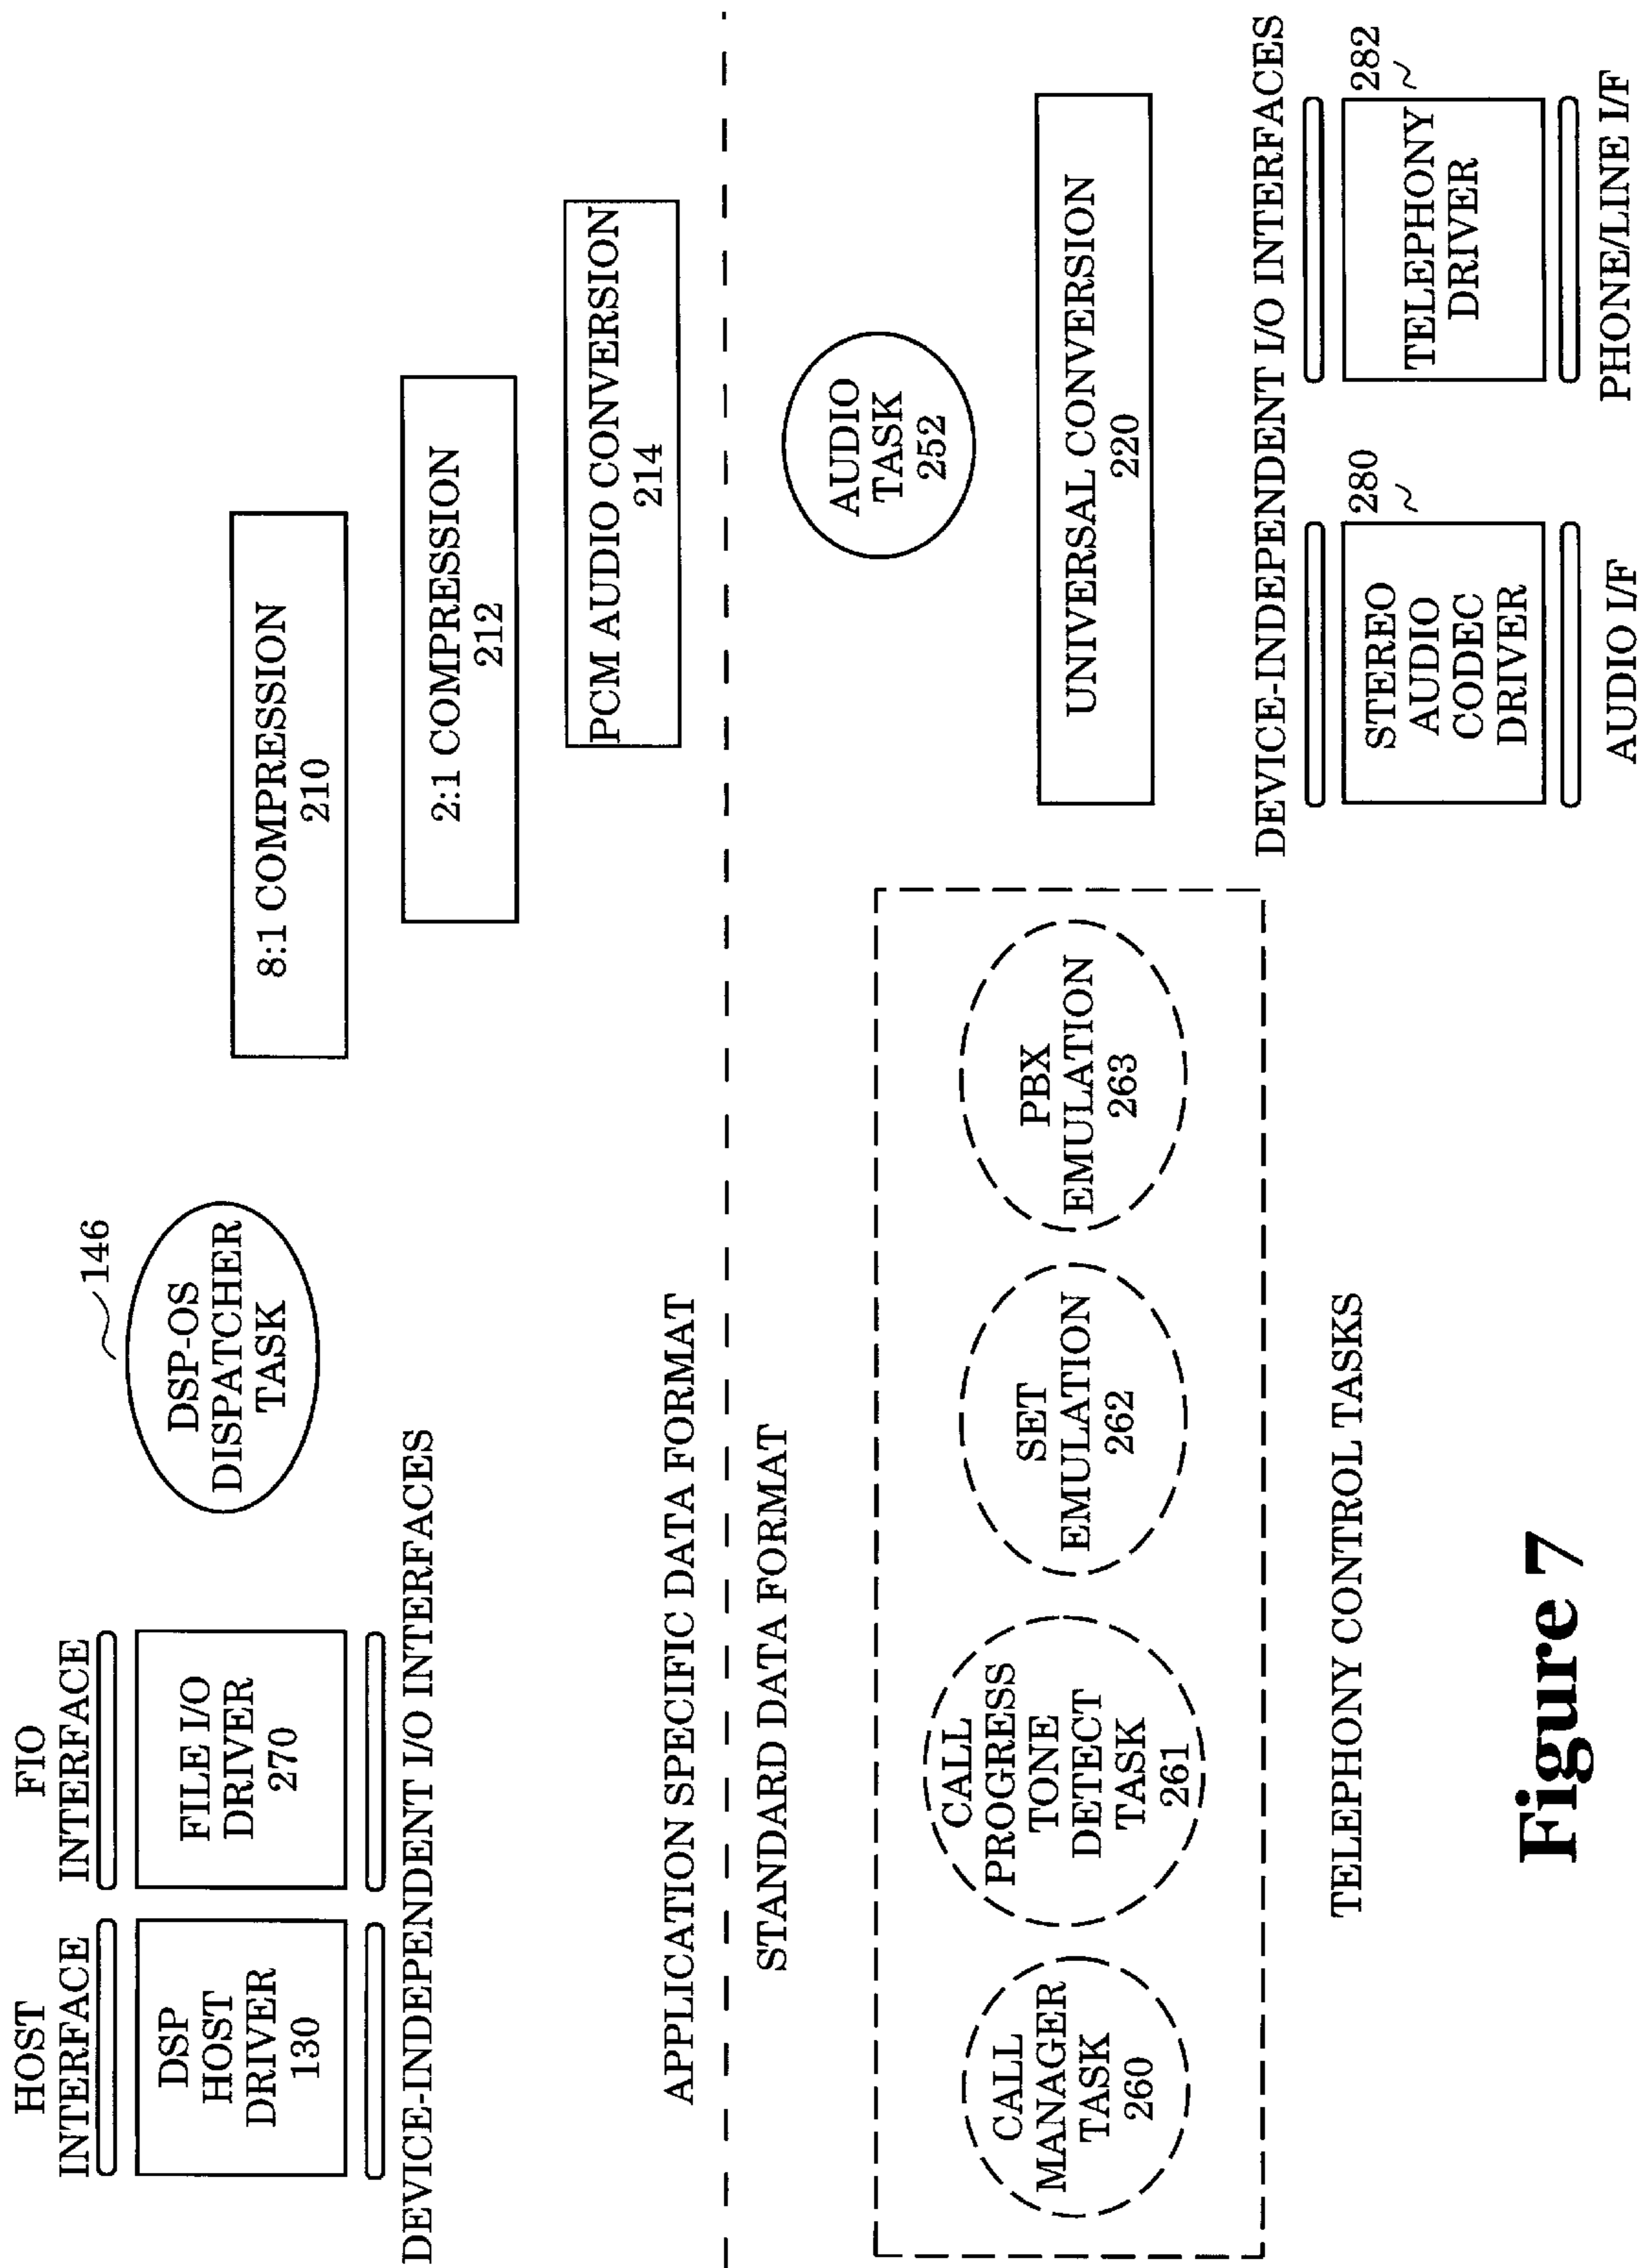 HOST
INTERFACE
DSP
HOST
DRIVER
130
FIO
INTERFACE
FILE I/O
DRIVER
270
DEVICE-INDEPENDENT I/O INTERFACES
146
DSP-OS
DISPATCHER
TASK
8:1 COMPRESSION
210
2:1 COMPRESSION
212
PCM AUDIO CONVERSION
214
APPLICATION SPECIFIC DATA FORMAT
STANDARD DATA FORMAT
CALL
MANAGER
TASK
260
CALL
PROGRESS
TONE
DETECT
TASK
261
SET
EMULATION
262
PBX
EMULATION
263
TELEPHONY CONTROL TASKS
AUDIO
TASK
252
UNIVERSAL CONVERSION
220
DEVICE-INDEPENDENT I/O INTERFACES
STEREO
AUDIO
CODEC
DRIVER
280
AUDIO I/F
TELEPHONY
DRIVER
282
PHONE/LINE I/F
Figure 7